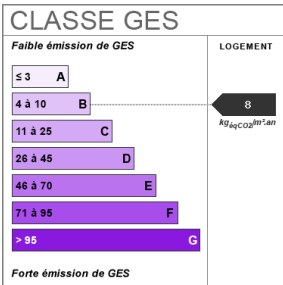 CLASSE GES
Faible émission de GES
LOGEMENT
≤ 3 A
4 à 10 B
8
kgéqCO2/m².an
11 à 25 C
26 à 45 D
46 à 70 E
71 à 95 F
> 95 G
Forte émission de GES